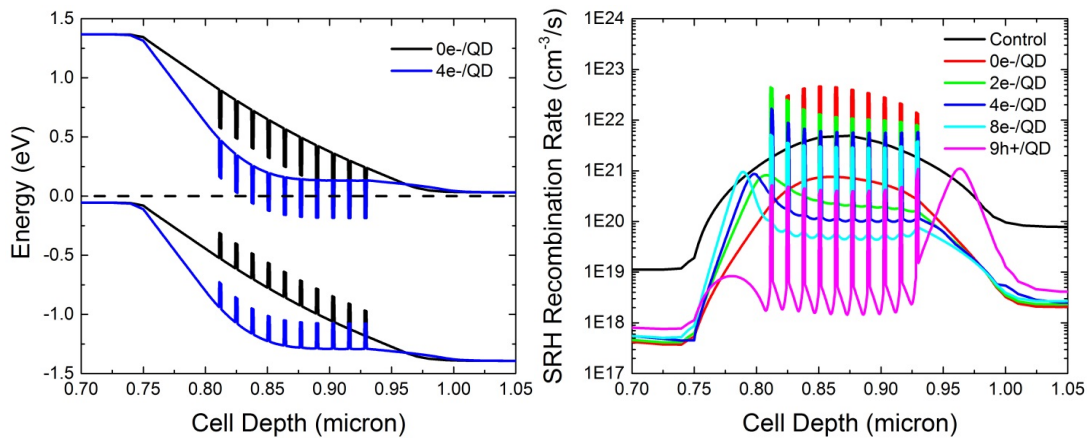 1.5
1.0
0.5
0.0
-0.5
-1.0
-1.5
Energy (eV)
0e-/QD
4e-/QD
0.70 0.75 0.80 0.85 0.90 0.95 1.00 1.05
Cell Depth (micron)
1E24
1E23
1E22
1E21
1E20
1E19
1E18
1E17
SRH Recombination Rate (cm⁻³/s)
Control
0e-/QD
2e-/QD
4e-/QD
8e-/QD
9h+/QD
0.70 0.75 0.80 0.85 0.90 0.95 1.00 1.05
Cell Depth (micron)